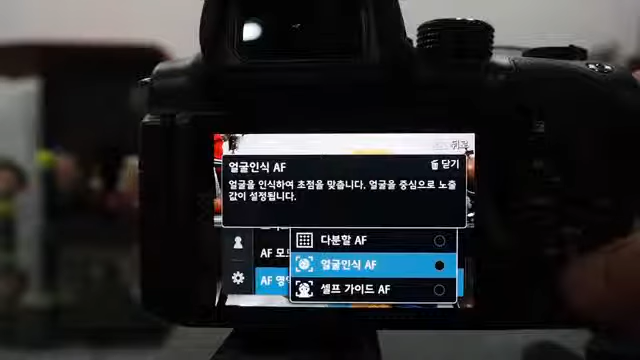 뒤로
얼굴인식 AF
닫기
얼굴을 인식하여 초점을 맞춥니다. 얼굴을 중심으로 노출
값이 설정됩니다.
다분할 AF
AF 모
얼굴인식 AF
AF 영
셀프 가이드 AF